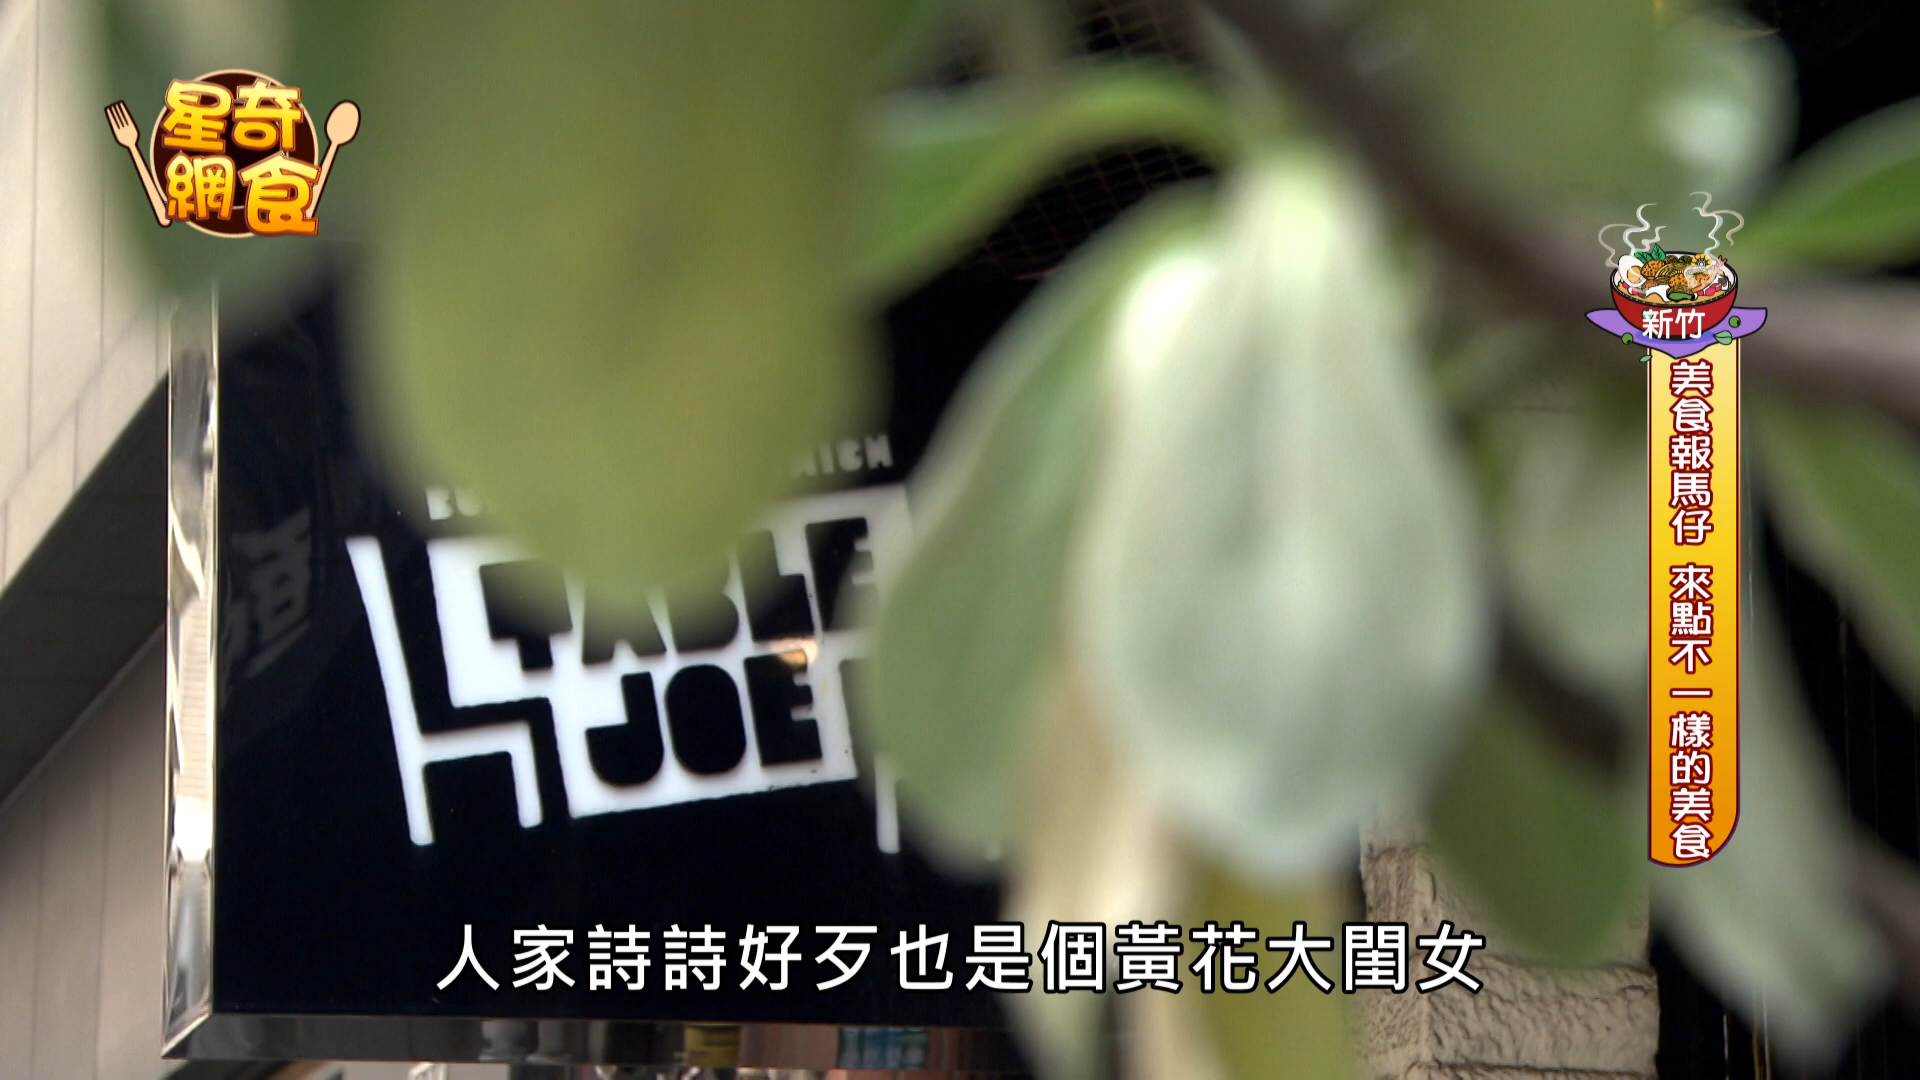 星奇
網食
新竹
美食報馬仔 來點不一樣的美食
TABLE
JOE
人家詩詩好歹也是個黃花大閨女